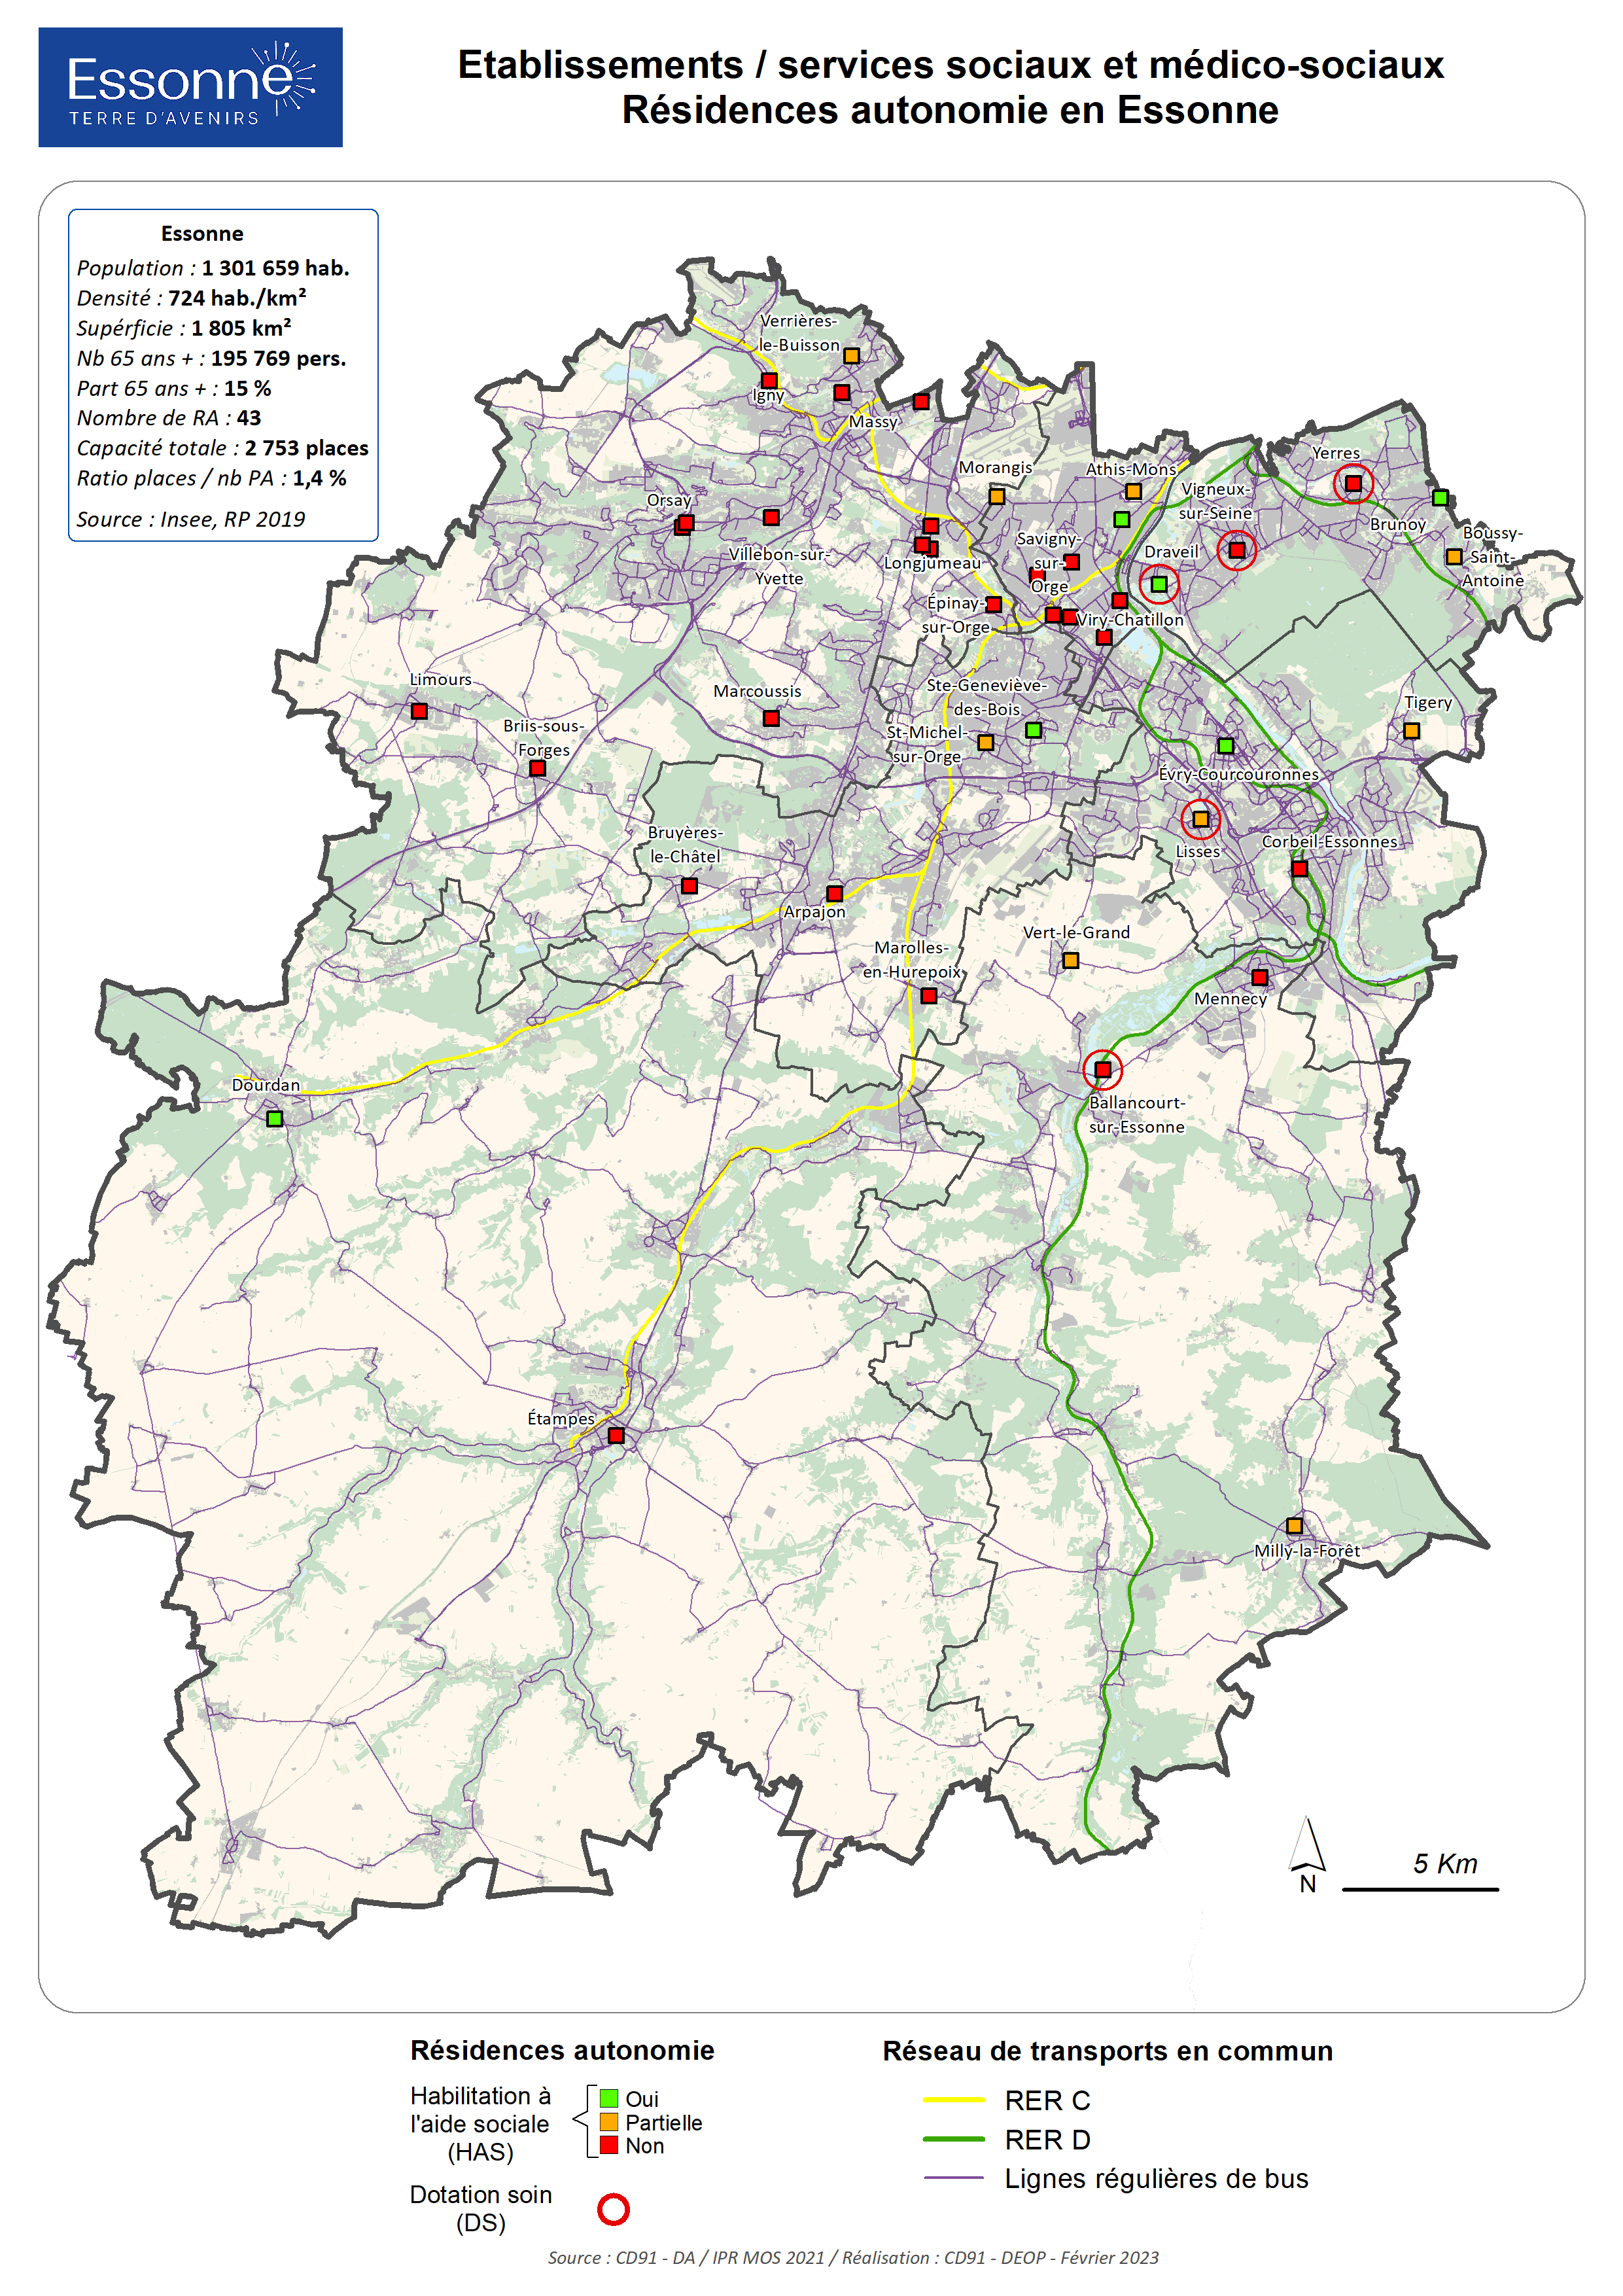 Essonne
TERRE D'AVENIRS
Etablissements / services sociaux et médico-sociaux
Résidences autonomie en Essonne
Essonne
Population : 1 301 659 hab.
Densité : 724 hab./km²
Supérficie : 1 805 km²
Nb 65 ans + : 195 769 pers.
Part 65 ans + : 15 %
Nombre de RA : 43
Capacité totale : 2 753 places
Ratio places / nb PA : 1,4 %
Source : Insee, RP 2019
Verrières-
le-Buisson
Igny
Massy
Morangis
Athis-Mons
Yerres
Vigneux-
sur-Seine
Orsay
Brunoy
Boussy-
Saint-
Antoine
Villebon-sur-
Yvette
Longjumeau
Savigny-
sur-
Orge
Draveil
Épinay-
sur-Orge
Viry-Chatillon
Limours
Marcoussis
Ste-Geneviève-
des-Bois
Tigery
Briis-sous-
Forges
St-Michel-
sur-Orge
Évry-Courcouronnes
Bruyères-
le-Châtel
Lisses
Corbeil-Essonnes
Arpajon
Vert-le-Grand
Marolles-
en-Hurepoix
Mennecy
Dourdan
Ballancourt-
sur-Essonne
Étampes
Milly-la-Forêt
5 Km
N
Résidences autonomie
Habilitation à
l'aide sociale
(HAS)
Oui
Partielle
Non
Dotation soin
(DS)
Réseau de transports en commun
RER C
RER D
Lignes régulières de bus
Source : CD91 - DA / IPR MOS 2021 / Réalisation : CD91 - DEOP - Février 2023